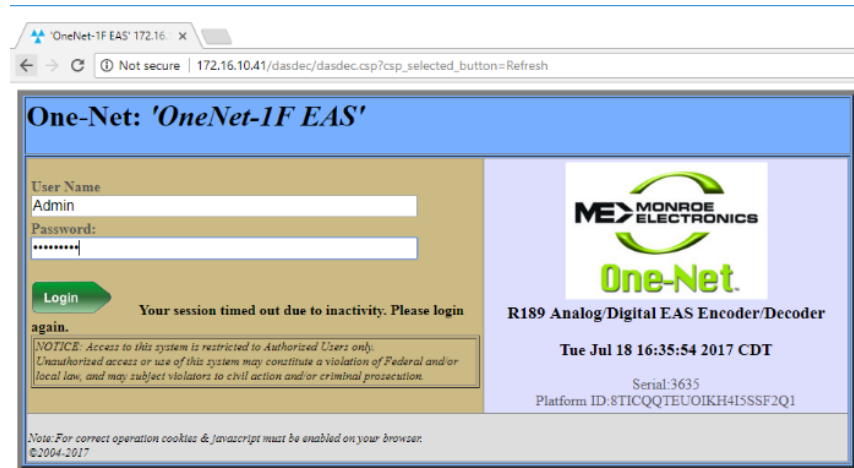 'OneNet-1F EAS' 172.16.
Not secure | 172.16.10.41/dasdec/dasdec.csp?csp_selected_button=Refresh
One-Net: 'OneNet-1F EAS'
User Name
Admin
Password:
•••••••••
Login
Your session timed out due to inactivity. Please login
again.
NOTICE: Access to this system is restricted to Authorized Users only.
Unauthorized access or use of this system may constitute a violation of Federal and/or
local law, and may subject violators to civil action and/or criminal prosecution.
Note:For correct operation cookies & javascript must be enabled on your browser.
©2004-2017
ME MONROE
ELECTRONICS
One-Net.
R189 Analog/Digital EAS Encoder/Decoder
Tue Jul 18 16:35:54 2017 CDT
Serial:3635
Platform ID:8TICQQTEUOIKH4I5SSF2Q1